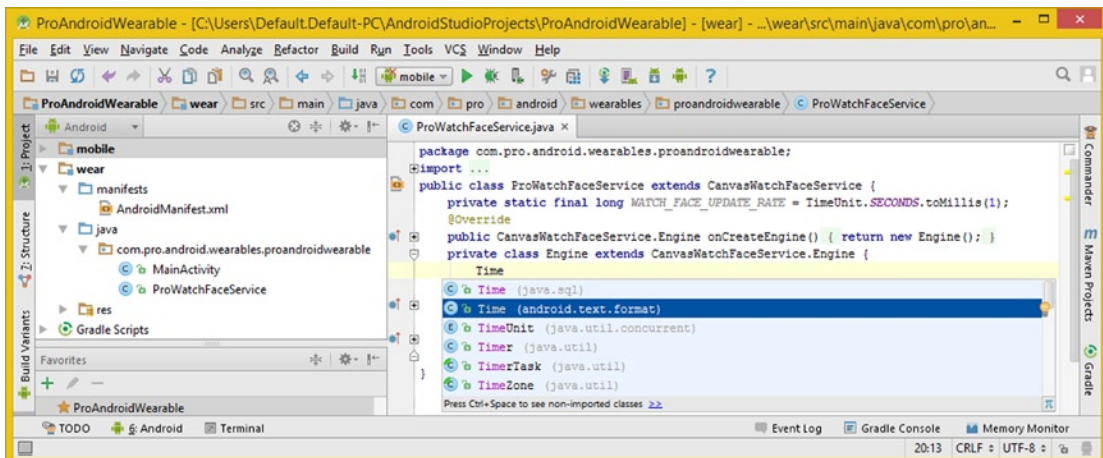 ProAndroidWearable - [C:\Users\Default.Default-PC\AndroidStudioProjects\ProAndroidWearable] - [wear] - ...\wear\src\main\java\com\pro\an...
File Edit View Navigate Code Analyze Refactor Build Run Tools VCS Window Help
mobile
ProAndroidWearable wear src main java com pro android wearables proandroidwearable ProWatchFaceService
1: Project
Z: Structure
Build Variants
Android
mobile
wear
manifests
AndroidManifest.xml
java
com.pro.android.wearables.proandroidwearable
MainActivity
ProWatchFaceService
res
Gradle Scripts
Favorites
ProAndroidWearable
ProWatchFaceService.java ×
package com.pro.android.wearables.proandroidwearable;
import ...
public class ProWatchFaceService extends CanvasWatchFaceService {
private static final long WATCH_FACE_UPDATE_RATE = TimeUnit.SECONDS.toMillis(1);
@Override
public CanvasWatchFaceService.Engine onCreateEngine() { return new Engine(); }
private class Engine extends CanvasWatchFaceService.Engine {
Time
Time (java.sql)
Time (android.text.format)
TimeUnit (java.util.concurrent)
Timer (java.util)
TimerTask (java.util)
TimeZone (java.util)
Press Ctrl+Space to see non-imported classes >>
π
}
Commander
m Maven Projects
Gradle
TODO 6: Android Terminal Event Log Gradle Console Memory Monitor
20:13 CRLF UTF-8